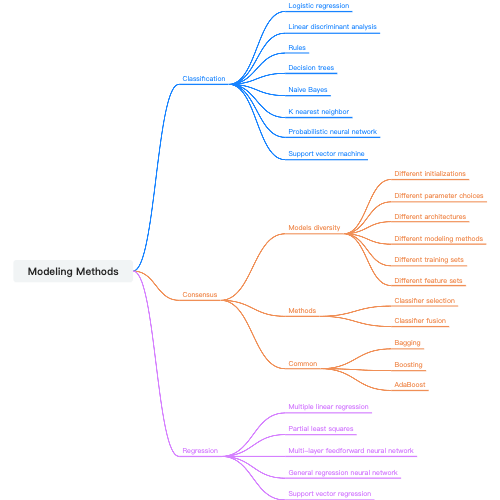 Modeling Methods
Classification
Logistic regression
Linear discriminant analysis
Rules
Decision trees
Naive Bayes
K nearest neighbor
Probabilistic neural network
Support vector machine
Consensus
Models diversity
Different initializations
Different parameter choices
Different architectures
Different modeling methods
Different training sets
Different feature sets
Methods
Classifier selection
Classifier fusion
Common
Bagging
Boosting
AdaBoost
Regression
Multiple linear regression
Partial least squares
Multi-layer feedforward neural network
General regression neural network
Support vector regression